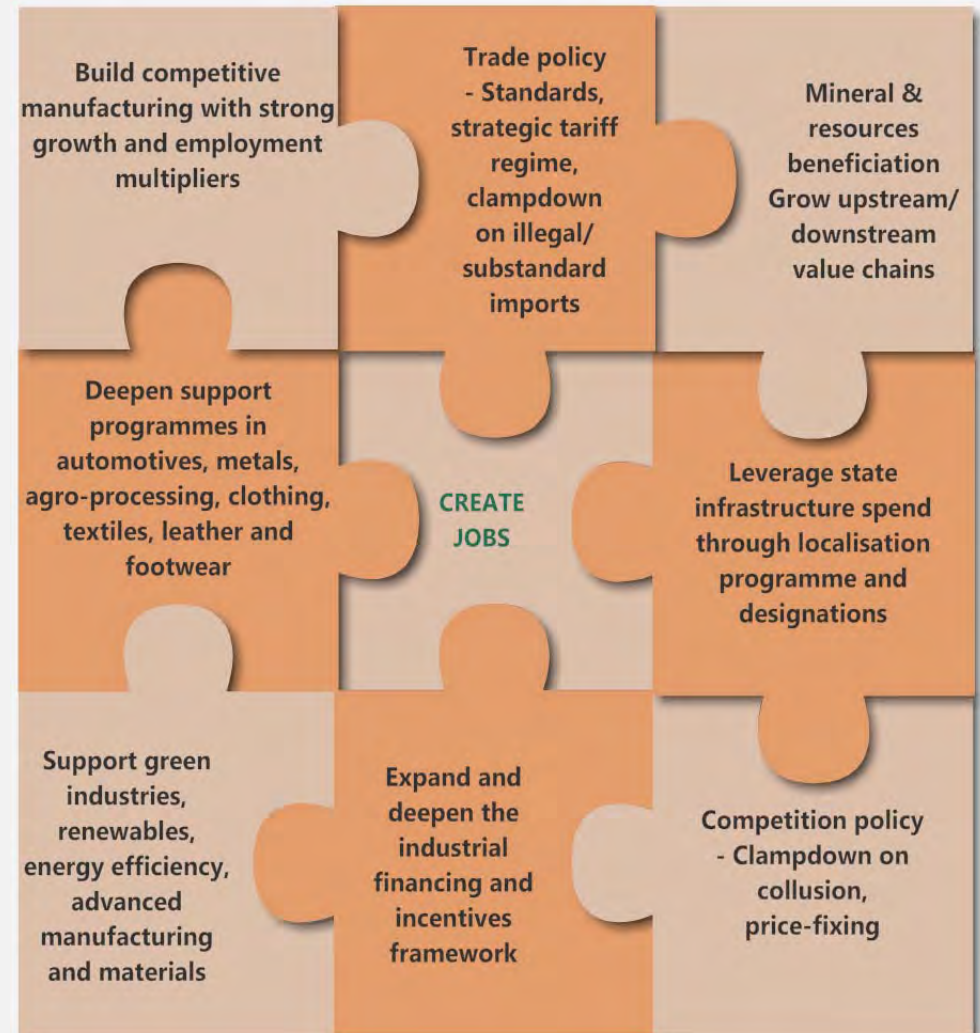 Build competitive
manufacturing with strong
growth and employment
multipliers
Trade policy
- Standards,
strategic tariff
regime,
clampdown
on illegal/
substandard
imports
Mineral &
resources
beneficiation
Grow upstream/
downstream
value chains
Deepen support
programmes in
automotives, metals,
agro-processing, clothing,
textiles, leather and
footwear
CREATE
JOBS
Leverage state
infrastructure spend
through localisation
programme and
designations
Support green
industries,
renewables,
energy efficiency,
advanced
manufacturing
and materials
Expand and
deepen the
industrial
financing and
incentives
framework
Competition policy
- Clampdown on
collusion,
price-fixing